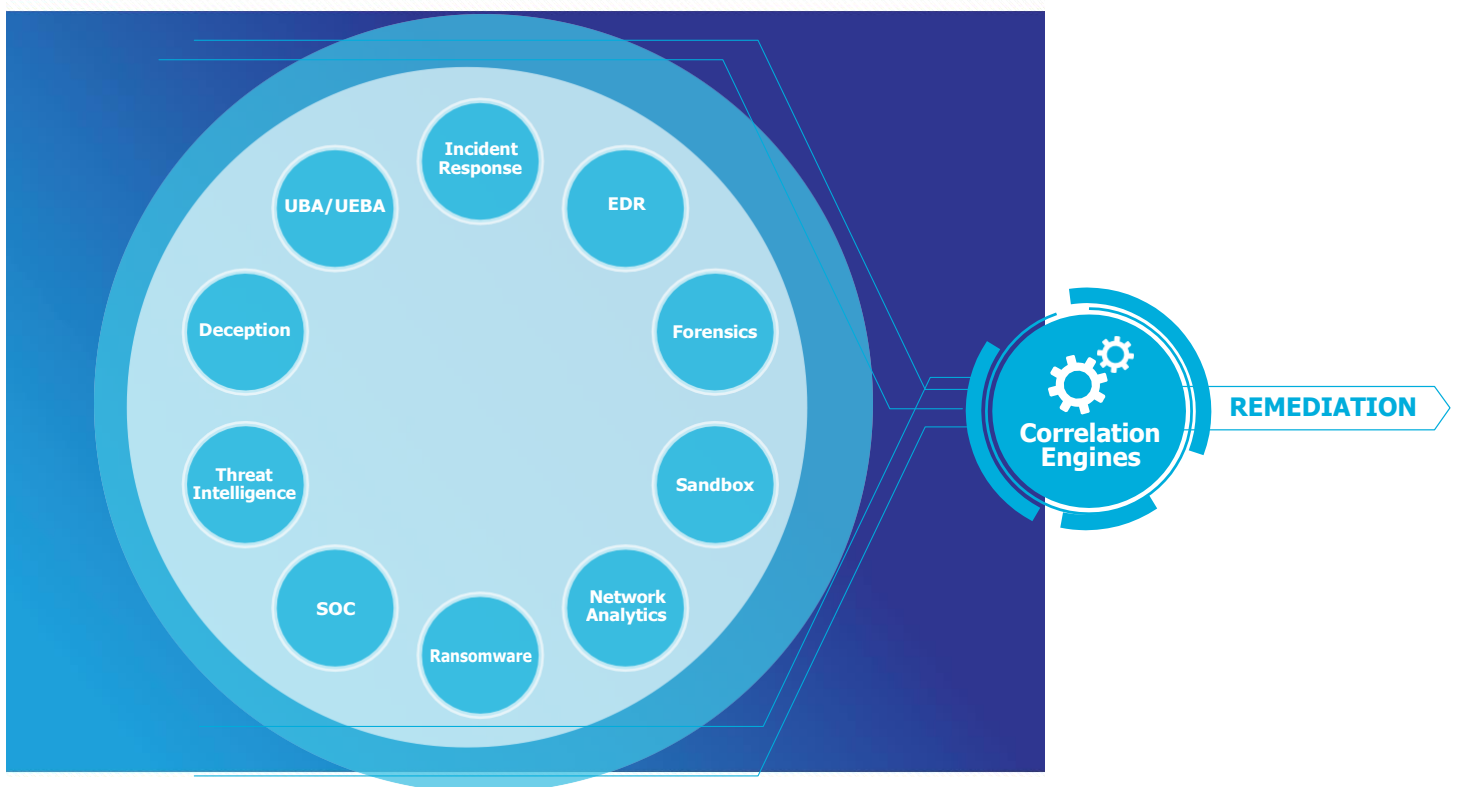 Incident
Response
UBA/UEBA
EDR
Deception
Forensics
Threat
Intelligence
Sandbox
SOC
Network
Analytics
Ransomware
Correlation
Engines
REMEDIATION